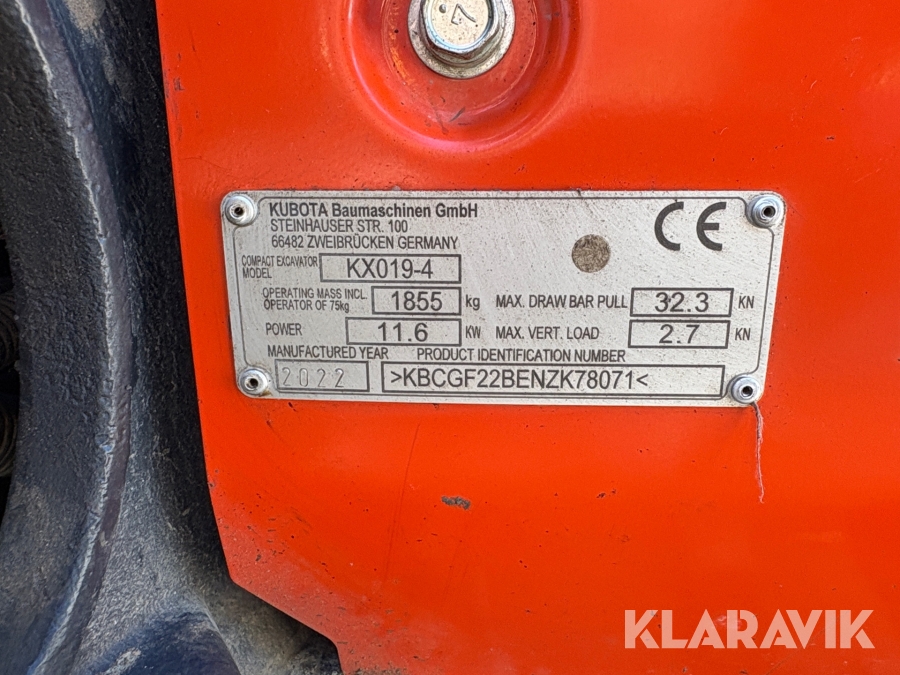 7
KUBOTA Baumaschinen GmbH
STEINHAUSER STR. 100
66482 ZWEIBRÜCKEN GERMANY
CE
COMPACT EXCAVATOR MODEL KX019-4
OPERATING MASS INCL. OPERATOR OF 75kg 1855 kg MAX. DRAW BAR PULL 32.3 KN
POWER 11.6 KW MAX. VERT. LOAD 2.7 KN
MANUFACTURED YEAR PRODUCT IDENTIFICATION NUMBER
2022 >KBCGF22BENZK78071<
KLARAVIK